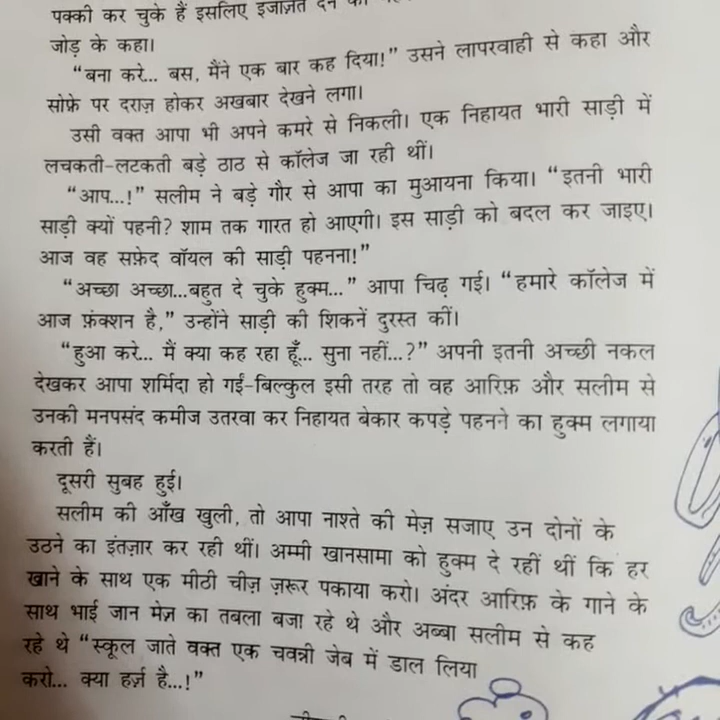 पक्की कर चुके हैं इसलिए इजाज़त देने की
जोड़ के कहा।
“बना करे... बस, मैंने एक बार कह दिया!” उसने लापरवाही से कहा और
सोफ़े पर दराज़ होकर अखबार देखने लगा।
उसी वक्त आपा भी अपने कमरे से निकली। एक निहायत भारी साड़ी में
लचकती-लटकती बड़े ठाठ से कॉलेज जा रही थीं।
“आप...!” सलीम ने बड़े गौर से आपा का मुआयना किया। “इतनी भारी
साड़ी क्यों पहनी? शाम तक गारत हो आएगी। इस साड़ी को बदल कर जाइए।
आज वह सफ़ेद वॉयल की साड़ी पहनना!”
“अच्छा अच्छा...बहुत दे चुके हुक्म...” आपा चिढ़ गई। “हमारे कॉलेज में
आज फ़ंक्शन है,” उन्होंने साड़ी की शिकनें दुरस्त कीं।
“हुआ करे... मैं क्या कह रहा हूँ... सुना नहीं...?” अपनी इतनी अच्छी नकल
देखकर आपा शर्मिदा हो गईं-बिल्कुल इसी तरह तो वह आरिफ़ और सलीम से
उनकी मनपसंद कमीज उतरवा कर निहायत बेकार कपड़े पहनने का हुक्म लगाया
करती हैं।
दूसरी सुबह हुई।
सलीम की आँख खुली, तो आपा नाश्ते की मेज़ सजाए उन दोनों के
उठने का इंतज़ार कर रही थीं। अम्मी खानसामा को हुक्म दे रहीं थीं कि हर
खाने के साथ एक मीठी चीज़ ज़रूर पकाया करो। अंदर आरिफ़ के गाने के
साथ भाई जान मेज़ का तबला बजा रहे थे और अब्बा सलीम से कह
रहे थे “स्कूल जाते वक्त एक चवन्नी जेब में डाल लिया
करो... क्या हर्ज़ है...!”